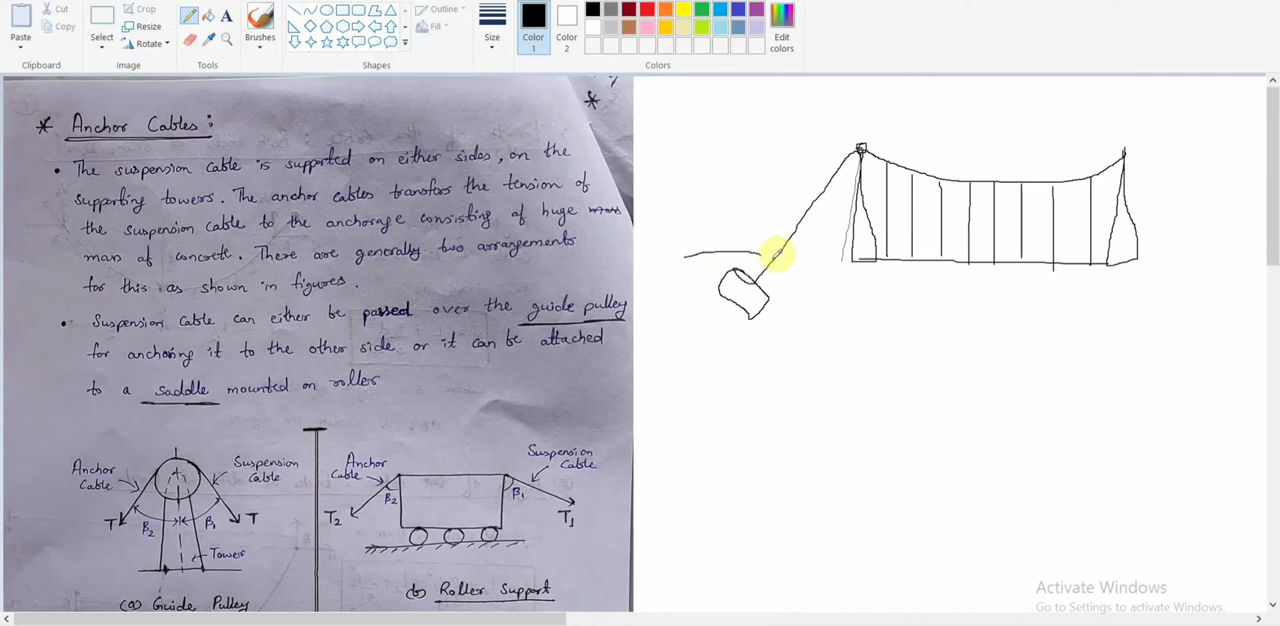 Cut
Copy
Paste
Clipboard
Select
Crop
Resize
Rotate
Image
A
Tools
Brushes
Outline
Fill
Shapes
Size
Color
1
Color
2
Edit
colors
Colors
* Anchor Cables:
• The suspension cable is supported on either sides, on the
supporting towers. The anchor cables transfers the tension of
the suspension cable to the anchorage consisting of huge
mass of concrete. There are generally two arrangements
for this as shown in figures.
• Suspension Cable can either be passed over the guide pulley
for anchoring it to the other side or it can be attached
to a saddle mounted on roller
Anchor
Cable
Suspension
Cable
T
β2
β1
T
Tower
(a) Guide Pulley
Anchor
Cable
Suspension
Cable
β2
β1
T2
T1
(b) Roller Support
Activate Windows
Go to Settings to activate Windows.